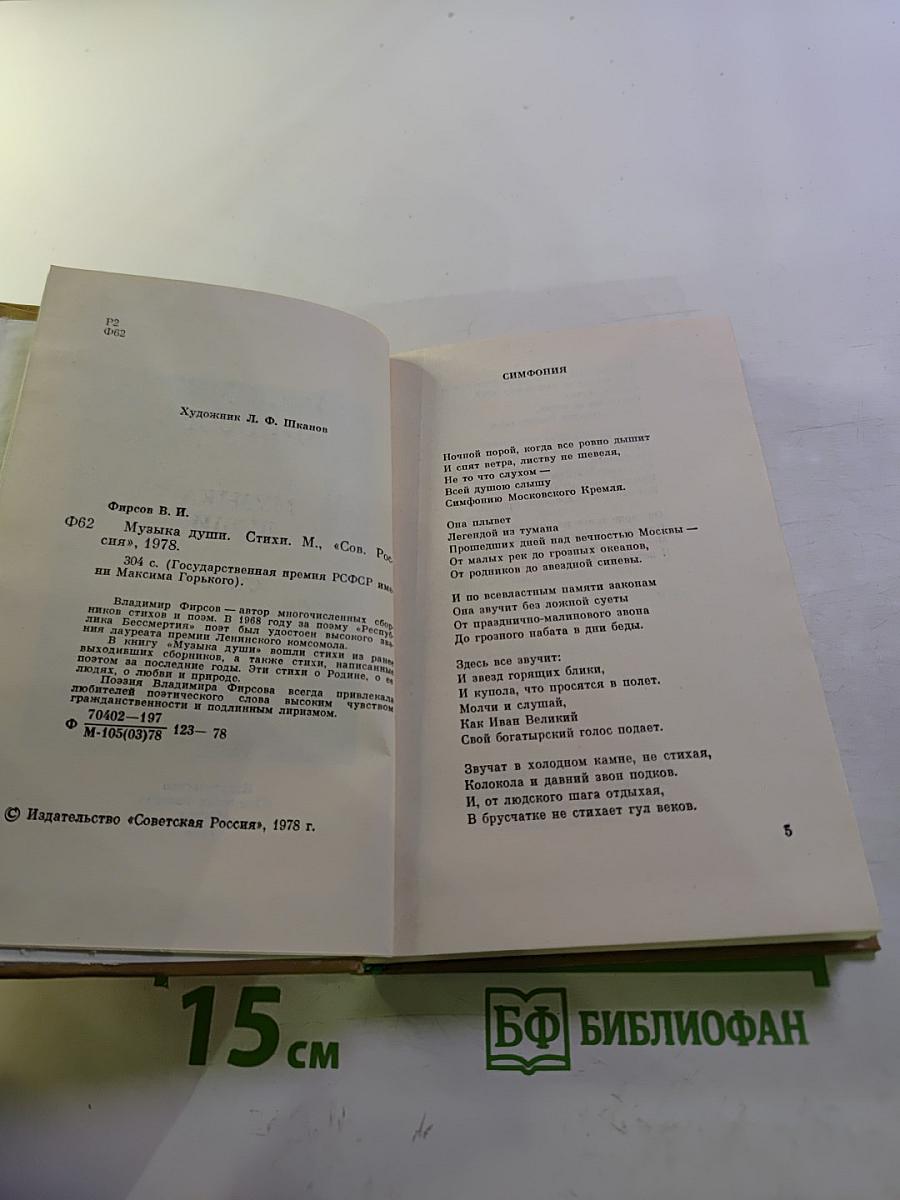 Р2
Ф62
Художник Л. Ф. Шканов
Фирсов В. И.
Ф62 Музыка души. Стихи. М., «Сов. Рос-
сия», 1978.
304 с. (Государственная премия РСФСР име-
ни Максима Горького).
Владимир Фирсов — автор многочисленных сбор-
ников стихов и поэм. В 1968 году за поэму «Респуб-
лика Бессмертия» поэт был удостоен высокого зва-
ния лауреата премии Ленинского комсомола.
В книгу «Музыка души» вошли стихи из ранее
выходивших сборников, а также стихи, написанные
поэтом за последние годы. Эти стихи о Родине, о ее
людях, о любви и природе.
Поэзия Владимира Фирсова всегда привлекала
любителей поэтического слова высоким чувством
гражданственности и подлинным лиризмом.
Ф 70402—197
М-105(03)78 123— 78
© Издательство «Советская Россия», 1978 г.
СИМФОНИЯ
Ночной порой, когда все ровно дышит
И спят ветра, листву не шевеля,
Не то что слухом —
Всей душою слышу
Симфонию Московского Кремля.
Она плывет
Легендой из тумана
Прошедших дней над вечностью Москвы —
От малых рек до грозных океанов,
От родников до звездной синевы.
И по всевластным памяти законам
Она звучит без ложной суеты
От празднично-малинового звона
До грозного набата в дни беды.
Здесь все звучит:
И звезд горящих блики,
И купола, что просятся в полет.
Молчи и слушай,
Как Иван Великий
Свой богатырский голос подает.
Звучат в холодном камне, не стихая,
Колокола и давний звон подков.
И, от людского шага отдыхая,
В брусчатке не стихает гул веков.
5
15 см
БФ БИБЛИОФАН